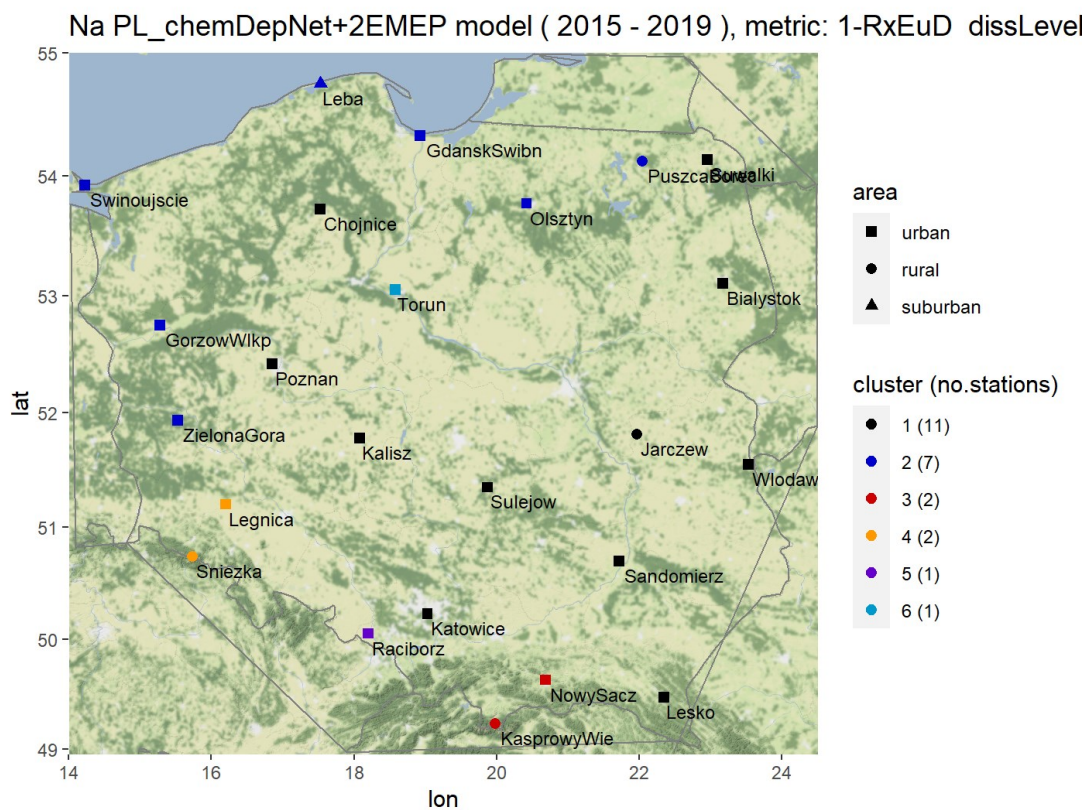 Na PL_chemDepNet+2EMEP model ( 2015 - 2019 ), metric: 1-RxEuD dissLevel
55
54
53
52
51
50
49
lat
14
16
18
20
22
24
lon
Leba
GdanskSwibn
PuszcaBorec
Suwalki
Swinoujscie
Chojnice
Olsztyn
Torun
Bialystok
GorzowWlkp
Poznan
ZielonaGora
Kalisz
Jarczew
Wlodaw
Sulejow
Legnica
Sniezka
Sandomierz
Katowice
Raciborz
NowySacz
Lesko
KasprowyWie
area
urban
rural
suburban
cluster (no.stations)
1 (11)
2 (7)
3 (2)
4 (2)
5 (1)
6 (1)